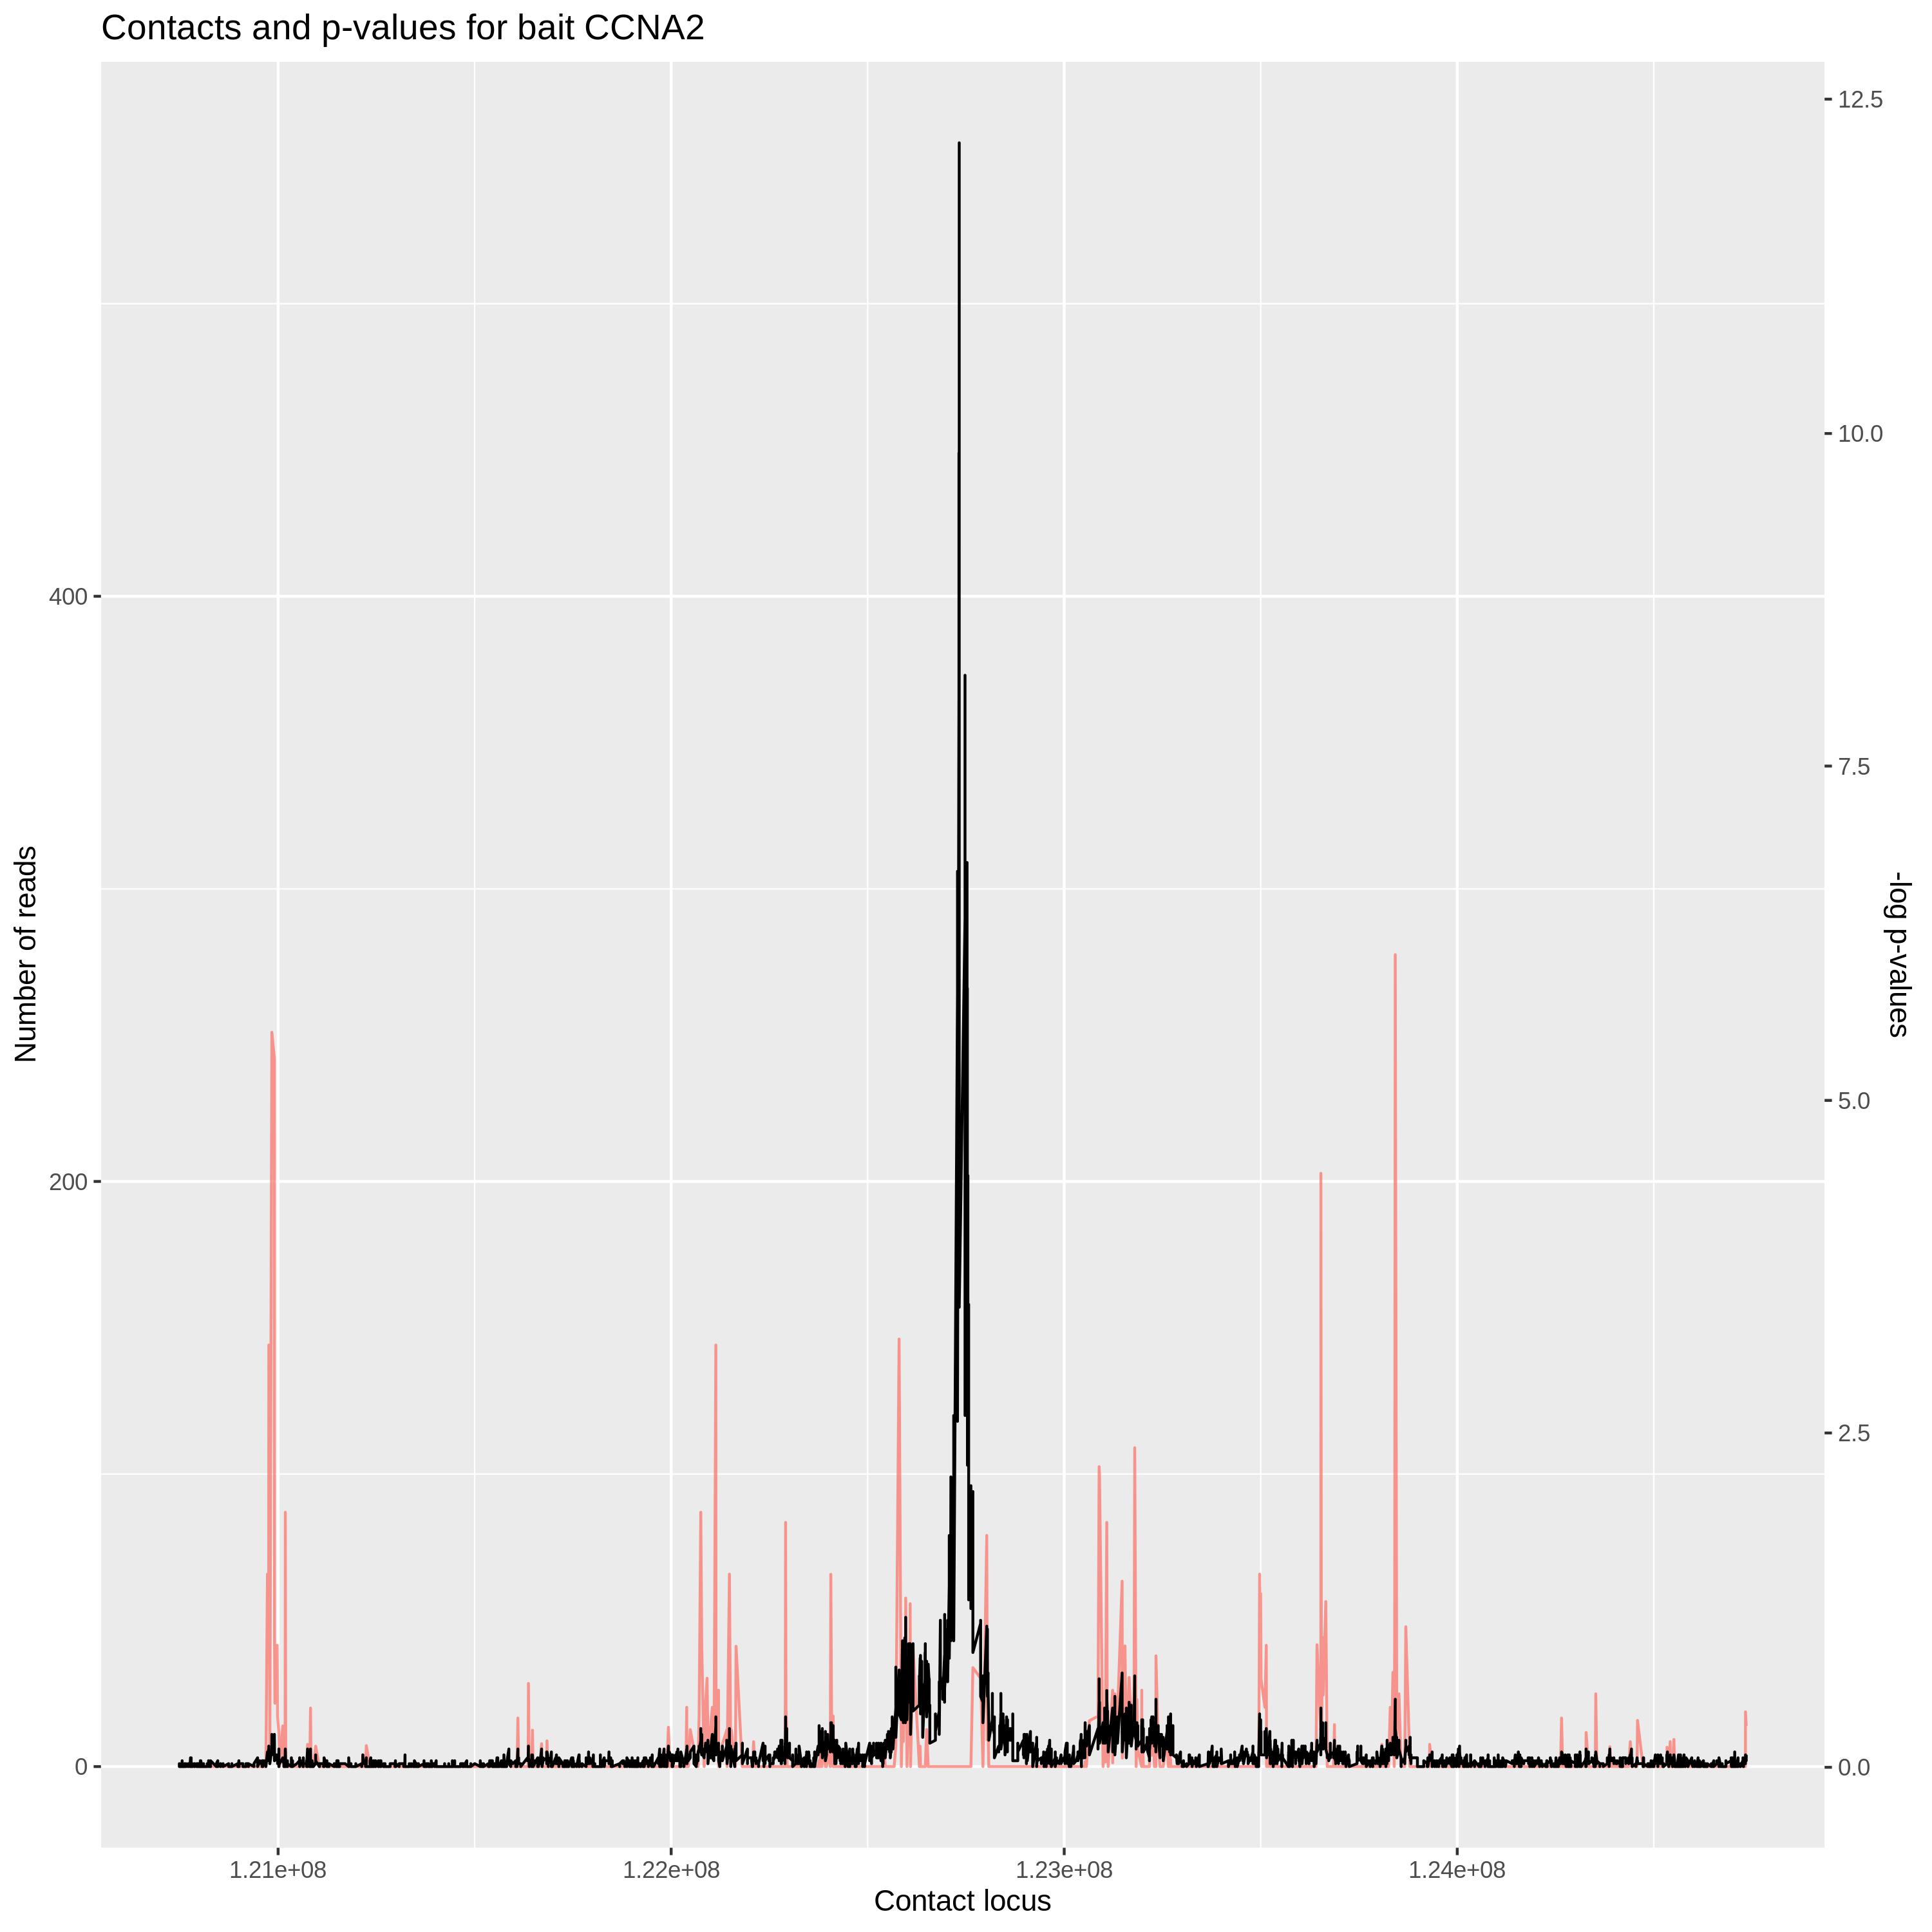 Contacts and p-values for bait CCNA2
12.5
10.0
400
7.5
Number of reads
-log p-values
5.0
200
2.5
0
0.0
1.21e+08
1.22e+08
1.23e+08
1.24e+08
Contact locus